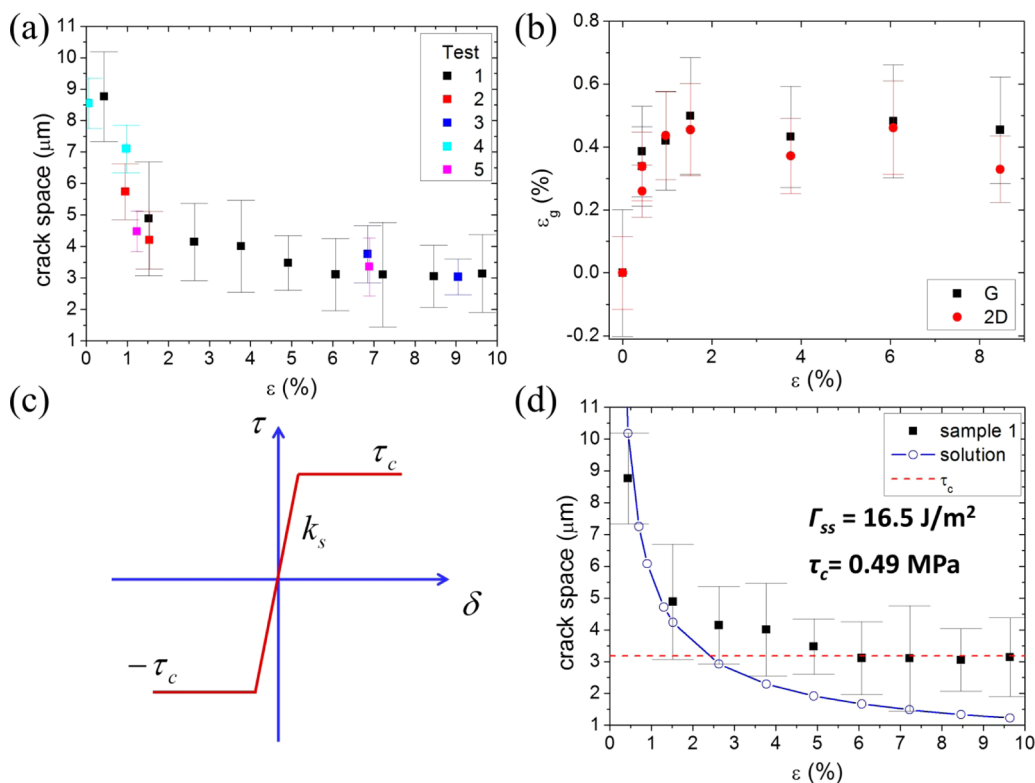 (a)
11
10
9
8
7
6
5
4
3
2
1
crack space (μm)
Test
1
2
3
4
5
0 1 2 3 4 5 6 7 8 9 10
ε (%)
(b)
0.8
0.6
0.4
0.2
0.0
-0.2
ε_g (%)
G
2D
0 2 4 6 8
ε (%)
(c)
τ
τ_c
k_s
δ
−τ_c
(d)
11
10
9
8
7
6
5
4
3
2
1
crack space (μm)
sample 1
solution
τ_c
Γ_ss = 16.5 J/m²
τ_c= 0.49 MPa
0 1 2 3 4 5 6 7 8 9 10
ε (%)